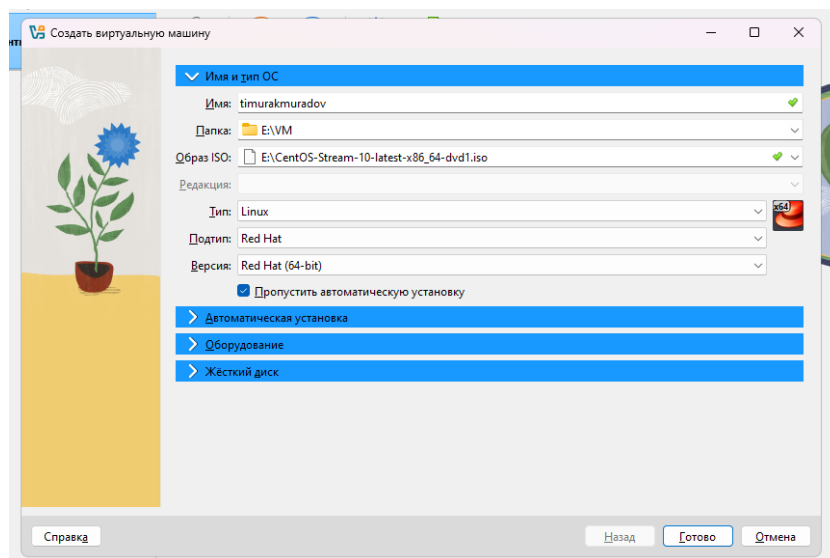 Создать виртуальную машину
Имя и тип ОС
Имя: timurakmuradov
Папка: E:\VM
Образ ISO: E:\CentOS-Stream-10-latest-x86_64-dvd1.iso
Редакция:
Тип: Linux
x64
Подтип: Red Hat
Версия: Red Hat (64-bit)
Пропустить автоматическую установку
Автоматическая установка
Оборудование
Жёсткий диск
Справка Назад Готово Отмена